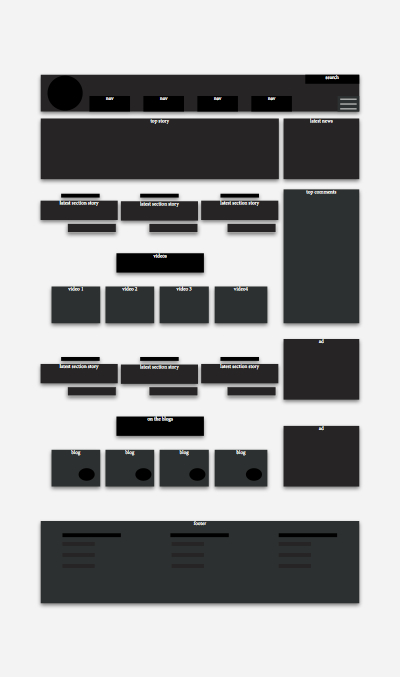 search
nav nav nav nav
top story
latest news
top comments
latest section story latest section story latest section story
videos
video 1 video 2 video 3 video4
ad
latest section story latest section story latest section story
on the blogs
ad
blog blog blog blog
footer